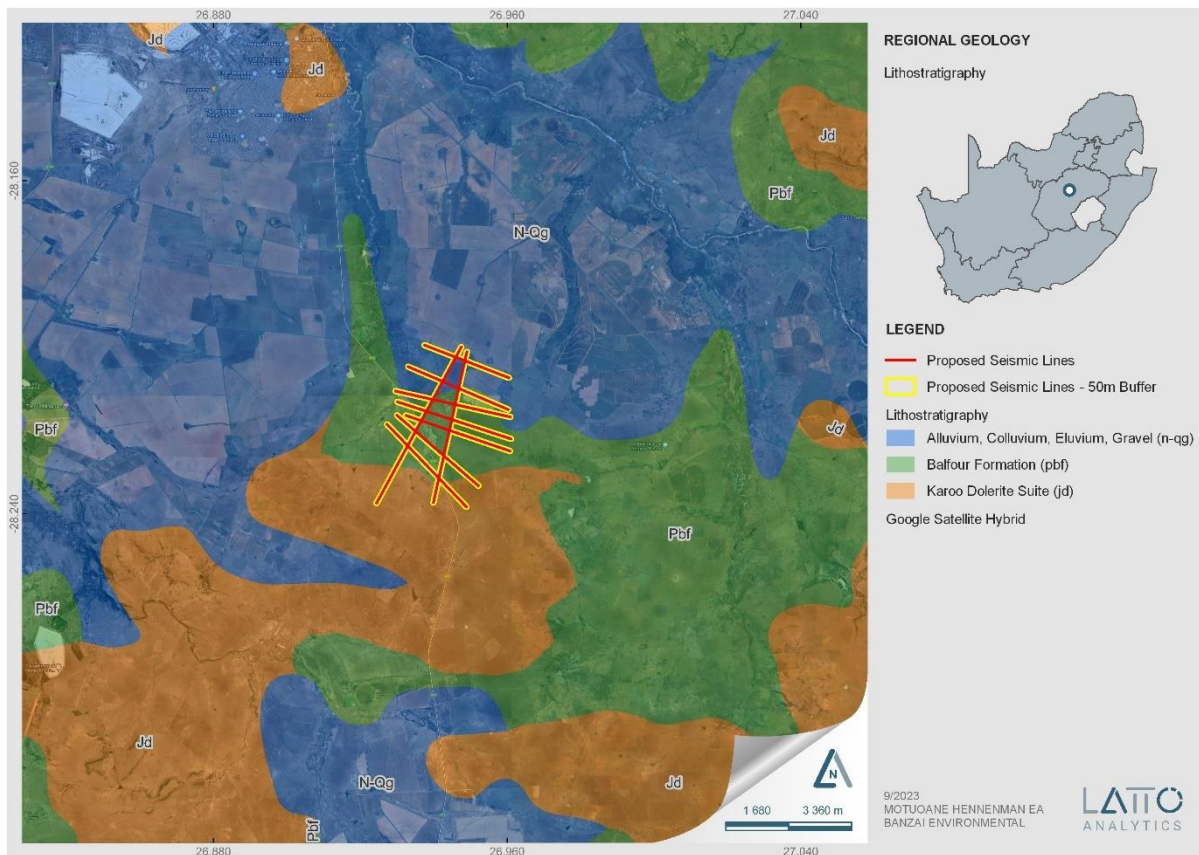 26.880 26.960 27.040
REGIONAL GEOLOGY
Lithostratigraphy
Jd
Jd
Jd
-28.160
Pbf
N-Qg
LEGEND
Proposed Seismic Lines
Proposed Seismic Lines - 50m Buffer
Lithostratigraphy
Alluvium, Colluvium, Eluvium, Gravel (n-qg)
Balfour Formation (pbf)
Karoo Dolerite Suite (jd)
Google Satellite Hybrid
Pbf
Jd
-28.240
Pbf
Pbf
Jd
N-Qg
Jd
Pbf
N
1 680 3 360 m
9/2023
MOTUOANE HENNENMAN EA
BANZAI ENVIRONMENTAL
LATTO
ANALYTICS
26.880 26.960 27.040